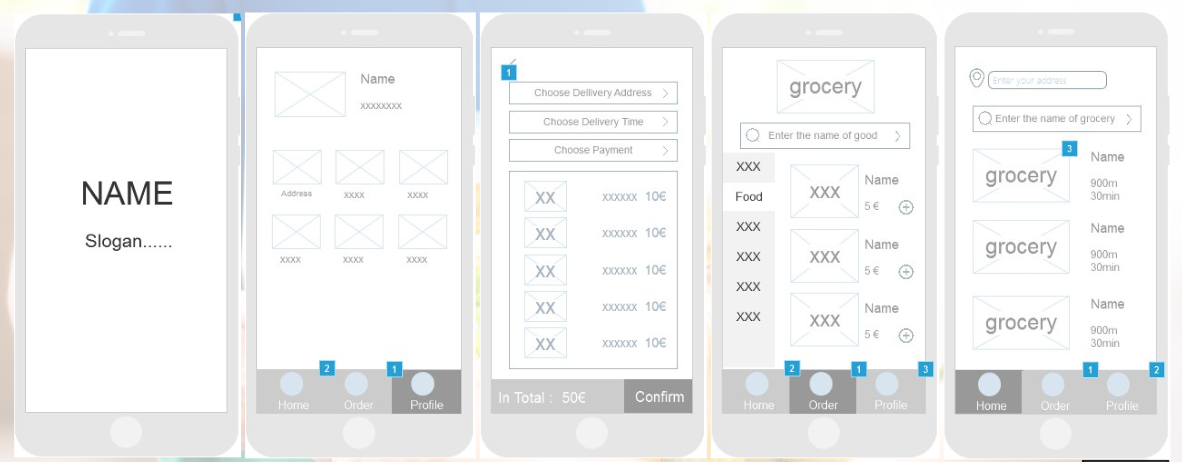 NAME
Slogan......
Name
xxxxxxxx
Address
xxxx
xxxx
xxxx
xxxx
xxxx
2
1
Home
Order
Profile
1
Choose Dellivery Address >
Choose Delivery Time >
Choose Payment >
XX xxxxxx 10€
XX xxxxxx 10€
XX xxxxxx 10€
XX xxxxxx 10€
XX xxxxxx 10€
In Total : 50€
Confirm
grocery
Enter the name of good >
XXX
Food
XXX
XXX
XXX
XXX
XXX
Name
5 €
XXX
Name
5 €
XXX
Name
5 €
2
1
3
Home
Order
Profile
Enter your address
Enter the name of grocery >
3
grocery
Name
900m
30min
grocery
Name
900m
30min
grocery
Name
900m
30min
1
2
Home
Order
Profile